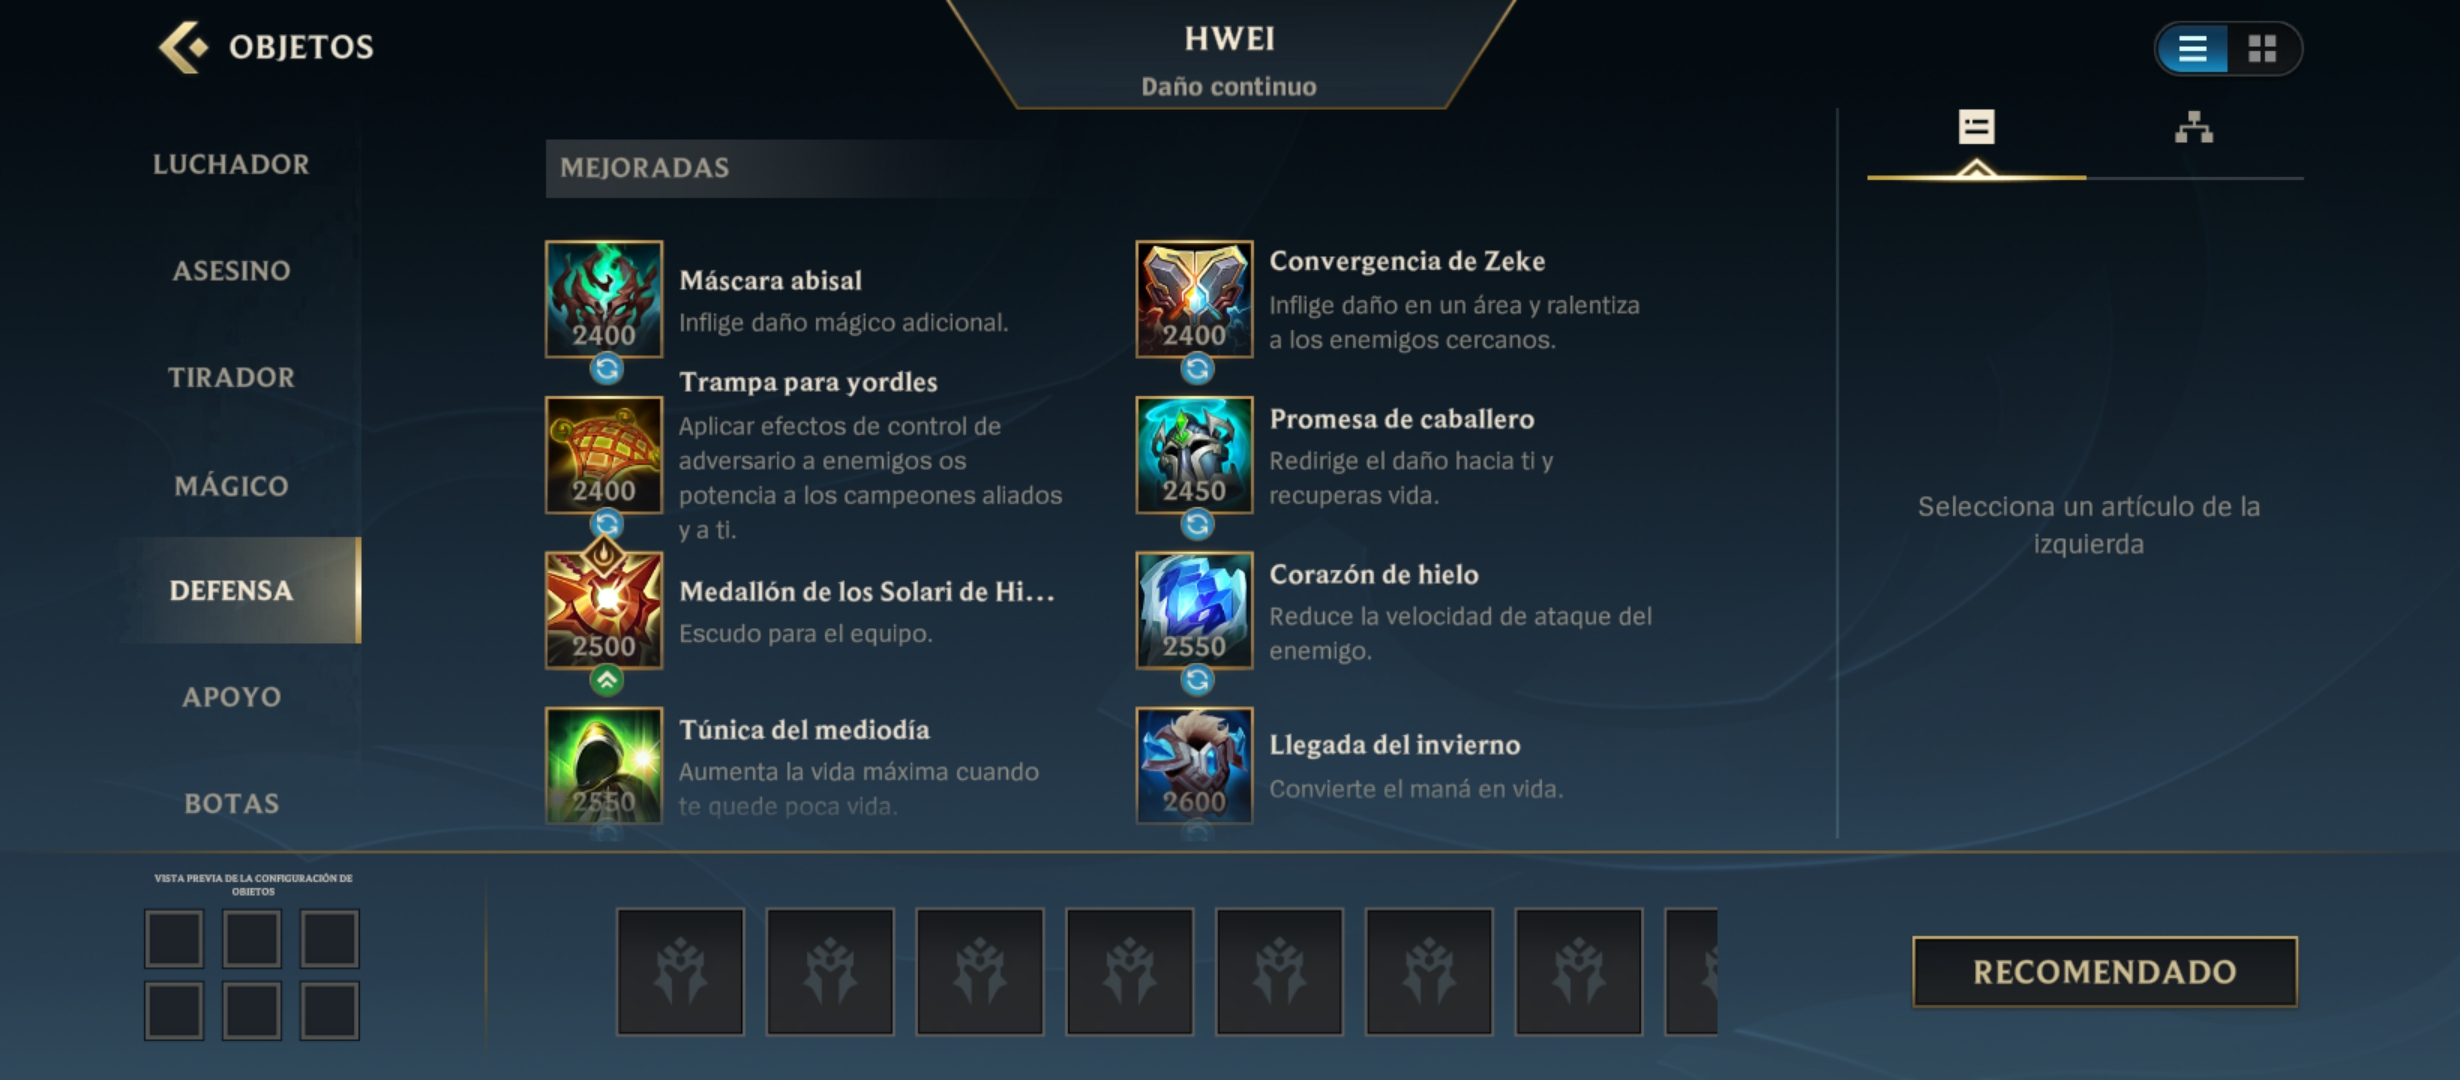 OBJETOS
HWEI
Daño continuo
LUCHADOR
ASESINO
TIRADOR
MÁGICO
DEFENSA
APOYO
BOTAS
MEJORADAS
2400
Máscara abisal
Inflige daño mágico adicional.
2400
Convergencia de Zeke
Inflige daño en un área y ralentiza
a los enemigos cercanos.
2400
Trampa para yordles
Aplicar efectos de control de
adversario a enemigos os
potencia a los campeones aliados
y a ti.
2450
Promesa de caballero
Redirige el daño hacia ti y
recuperas vida.
2500
Medallón de los Solari de Hi...
Escudo para el equipo.
2550
Corazón de hielo
Reduce la velocidad de ataque del
enemigo.
2550
Túnica del mediodía
Aumenta la vida máxima cuando
te quede poca vida.
2600
Llegada del invierno
Convierte el maná en vida.
Selecciona un artículo de la
izquierda
VISTA PREVIA DE LA CONFIGURACIÓN DE
OBJETOS
RECOMENDADO